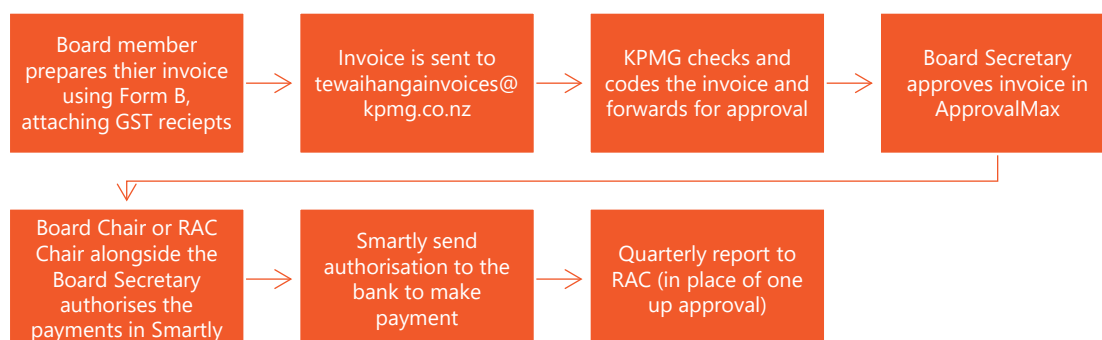 Board member
prepares thier invoice
using Form B,
attaching GST reciepts
Invoice is sent to
tewaihangainvoices@
kpmg.co.nz
KPMG checks and
codes the invoice and
forwards for approval
Board Secretary
approves invoice in
ApprovalMax
Board Chair or RAC
Chair alongside the
Board Secretary
authorises the
payments in Smartly
Smartly send
authorisation to the
bank to make
payment
Quarterly report to
RAC (in place of one
up approval)